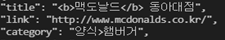 "title": "<b>맥도날드</b> 동아대점",
"link": "http://www.mcdonalds.co.kr/",
"category": "양식>햄버거",